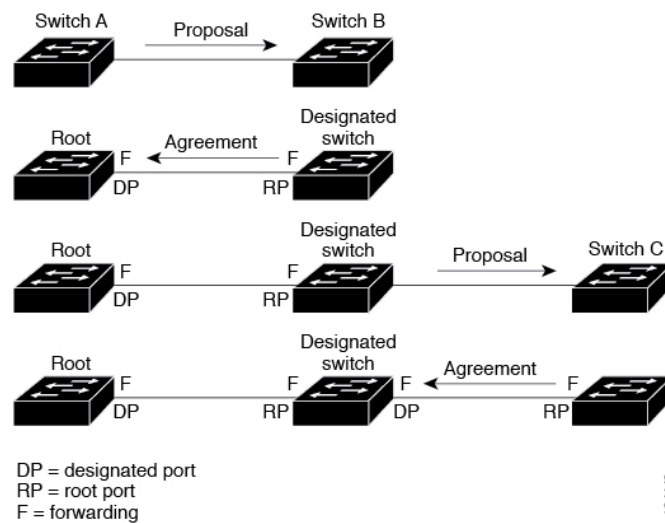 Switch A
Proposal
Switch B
Root
F
Agreement
F
Designated
switch
DP
RP
Root
F
F
Designated
switch
Proposal
Switch C
DP
RP
Root
F
F
Designated
switch
F
Agreement
F
DP
RP
DP
RP
DP = designated port
RP = root port
F = forwarding